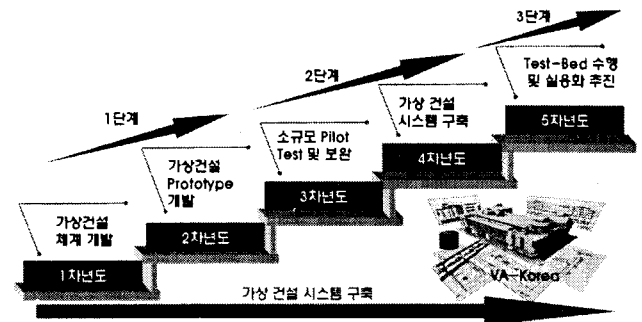 3단계
Test-Bed 수행
및 실용화 추진
2단계
가상 건설
시스템 구축
5차년도
1단계
소규모 Pilot
Test 및 보완
4차년도
가상건설
Prototype
개발
3차년도
가상건설
체계 개발
2차년도
1차년도
VA-Korea
가상 건설 시스템 구축